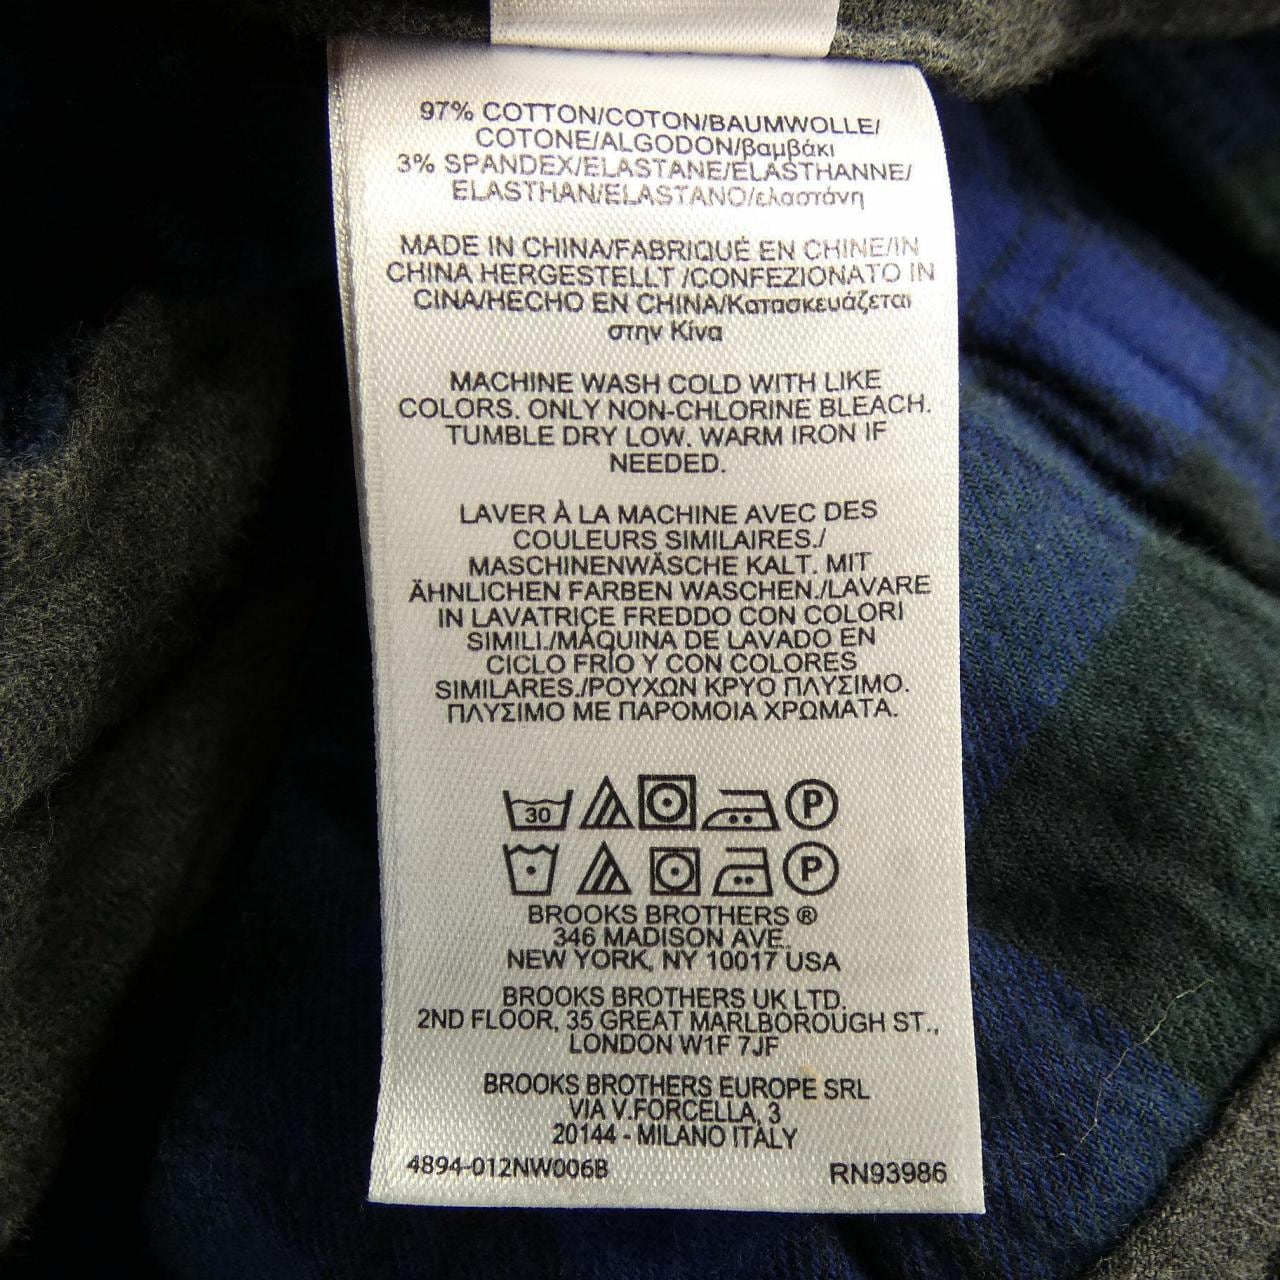 97% COTTON/COTON/BAUMWOLLE/
COTONE/ALGODON/βαμβάκι
3% SPANDEX/ELASTANE/ELASTHANNE/
ELASTHAN/ELASTANO/ελαστάνη
MADE IN CHINA/FABRIQUÉ EN CHINE/IN
CHINA HERGESTELLT /CONFEZIONATO IN
CINA/HECHO EN CHINA/Κατασκευάζεται
στην Κίνα
MACHINE WASH COLD WITH LIKE
COLORS. ONLY NON-CHLORINE BLEACH.
TUMBLE DRY LOW. WARM IRON IF
NEEDED.
LAVER À LA MACHINE AVEC DES
COULEURS SIMILAIRES./
MASCHINENWÄSCHE KALT. MIT
ÄHNLICHEN FARBEN WASCHEN./LAVARE
IN LAVATRICE FREDDO CON COLORI
SIMILI./MÁQUINA DE LAVADO EN
CICLO FRÍO Y CON COLORES
SIMILARES./ΡΟΥΧΩΝ ΚΡΥΟ ΠΛΥΣΙΜΟ.
ΠΛΥΣΙΜΟ ΜΕ ΠΑΡΟΜΟΙΑ ΧΡΩΜΑΤΑ.
30 P
P
BROOKS BROTHERS ®
346 MADISON AVE.
NEW YORK, NY 10017 USA
BROOKS BROTHERS UK LTD.
2ND FLOOR, 35 GREAT MARLBOROUGH ST.,
LONDON W1F 7JF
BROOKS BROTHERS EUROPE SRL
VIA V.FORCELLA, 3
20144 - MILANO ITALY
4894-012NW006B RN93986